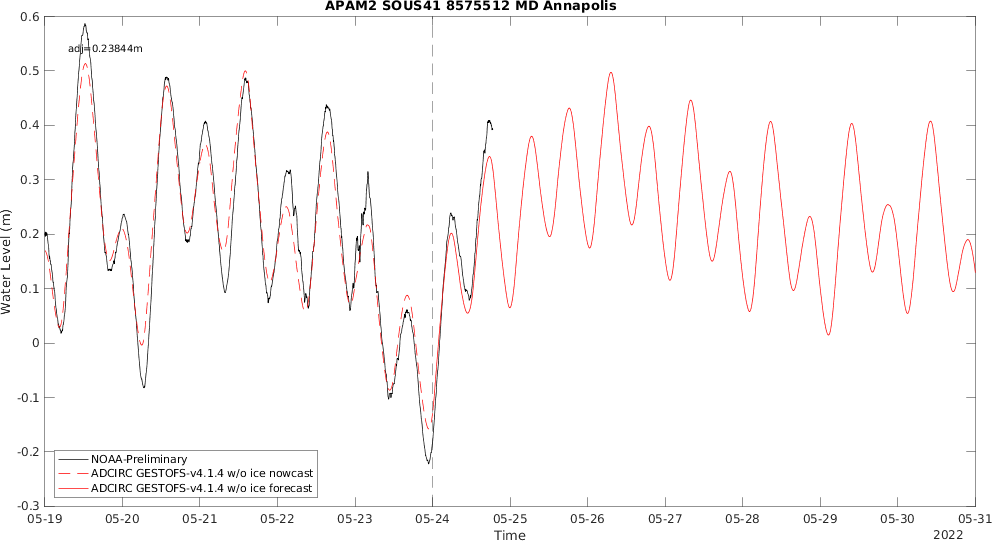 APAM2 SOUS41 8575512 MD Annapolis
adj=0.23844m
0.6
0.5
0.4
0.3
0.2
0.1
0
-0.1
-0.2
-0.3
Water Level (m)
NOAA-Preliminary
ADCIRC GESTOFS-v4.1.4 w/o ice nowcast
ADCIRC GESTOFS-v4.1.4 w/o ice forecast
05-19 05-20 05-21 05-22 05-23 05-24 05-25 05-26 05-27 05-28 05-29 05-30 05-31
Time
2022